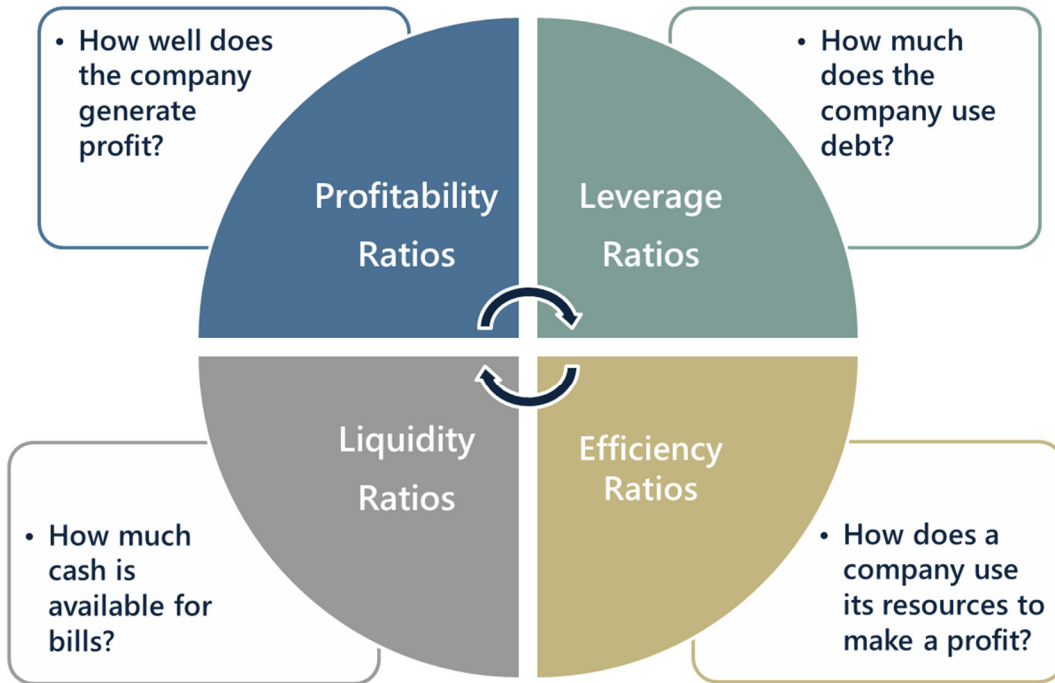 • How well does
the company
generate
profit?
Profitability
Ratios
• How much
does the
company use
debt?
Leverage
Ratios
Liquidity
Ratios
• How much
cash is
available for
bills?
Efficiency
Ratios
• How does a
company use
its resources to
make a profit?